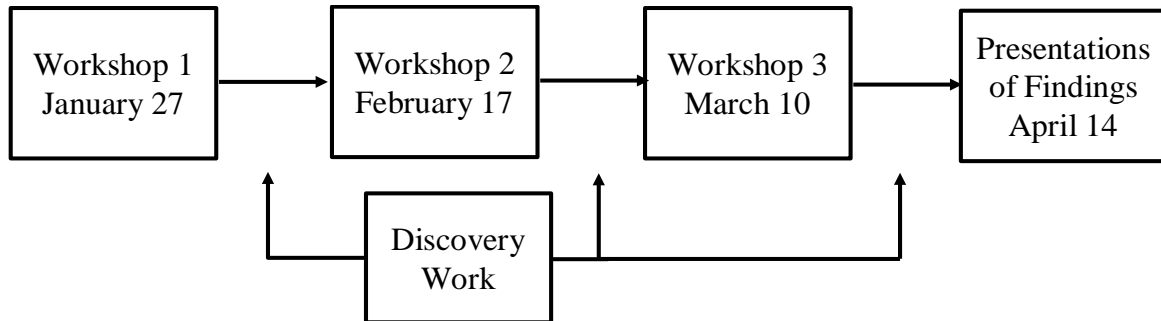 Workshop 1
January 27
Workshop 2
February 17
Workshop 3
March 10
Presentations
of Findings
April 14
Discovery
Work